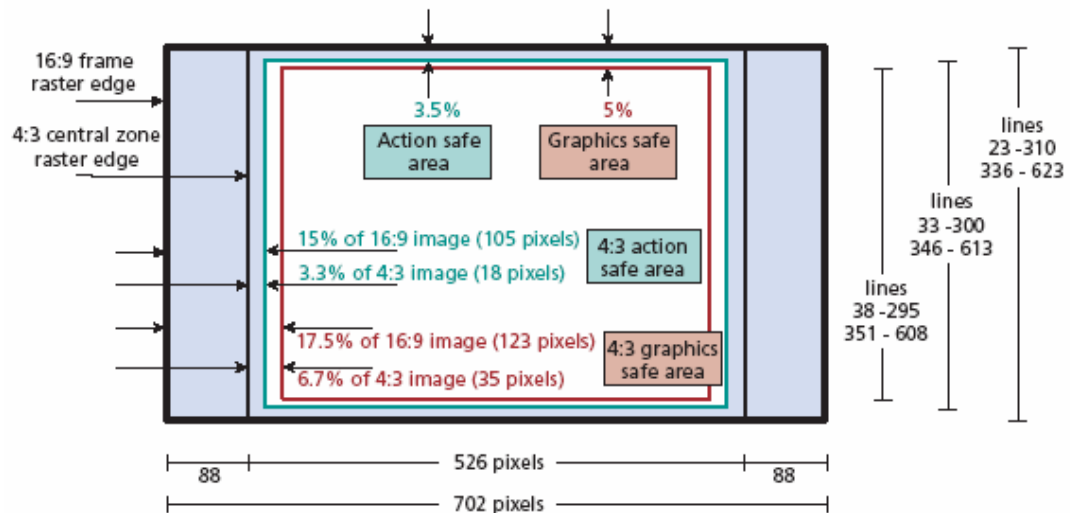 16:9 frame
raster edge
4:3 central zone
raster edge
3.5%
Action safe
area
5%
Graphics safe
area
15% of 16:9 image (105 pixels)
3.3% of 4:3 image (18 pixels)
4:3 action
safe area
17.5% of 16:9 image (123 pixels)
6.7% of 4:3 image (35 pixels)
4:3 graphics
safe area
lines
38 -295
351 - 608
lines
33 -300
346 - 613
lines
23 -310
336 - 623
88
526 pixels
88
702 pixels